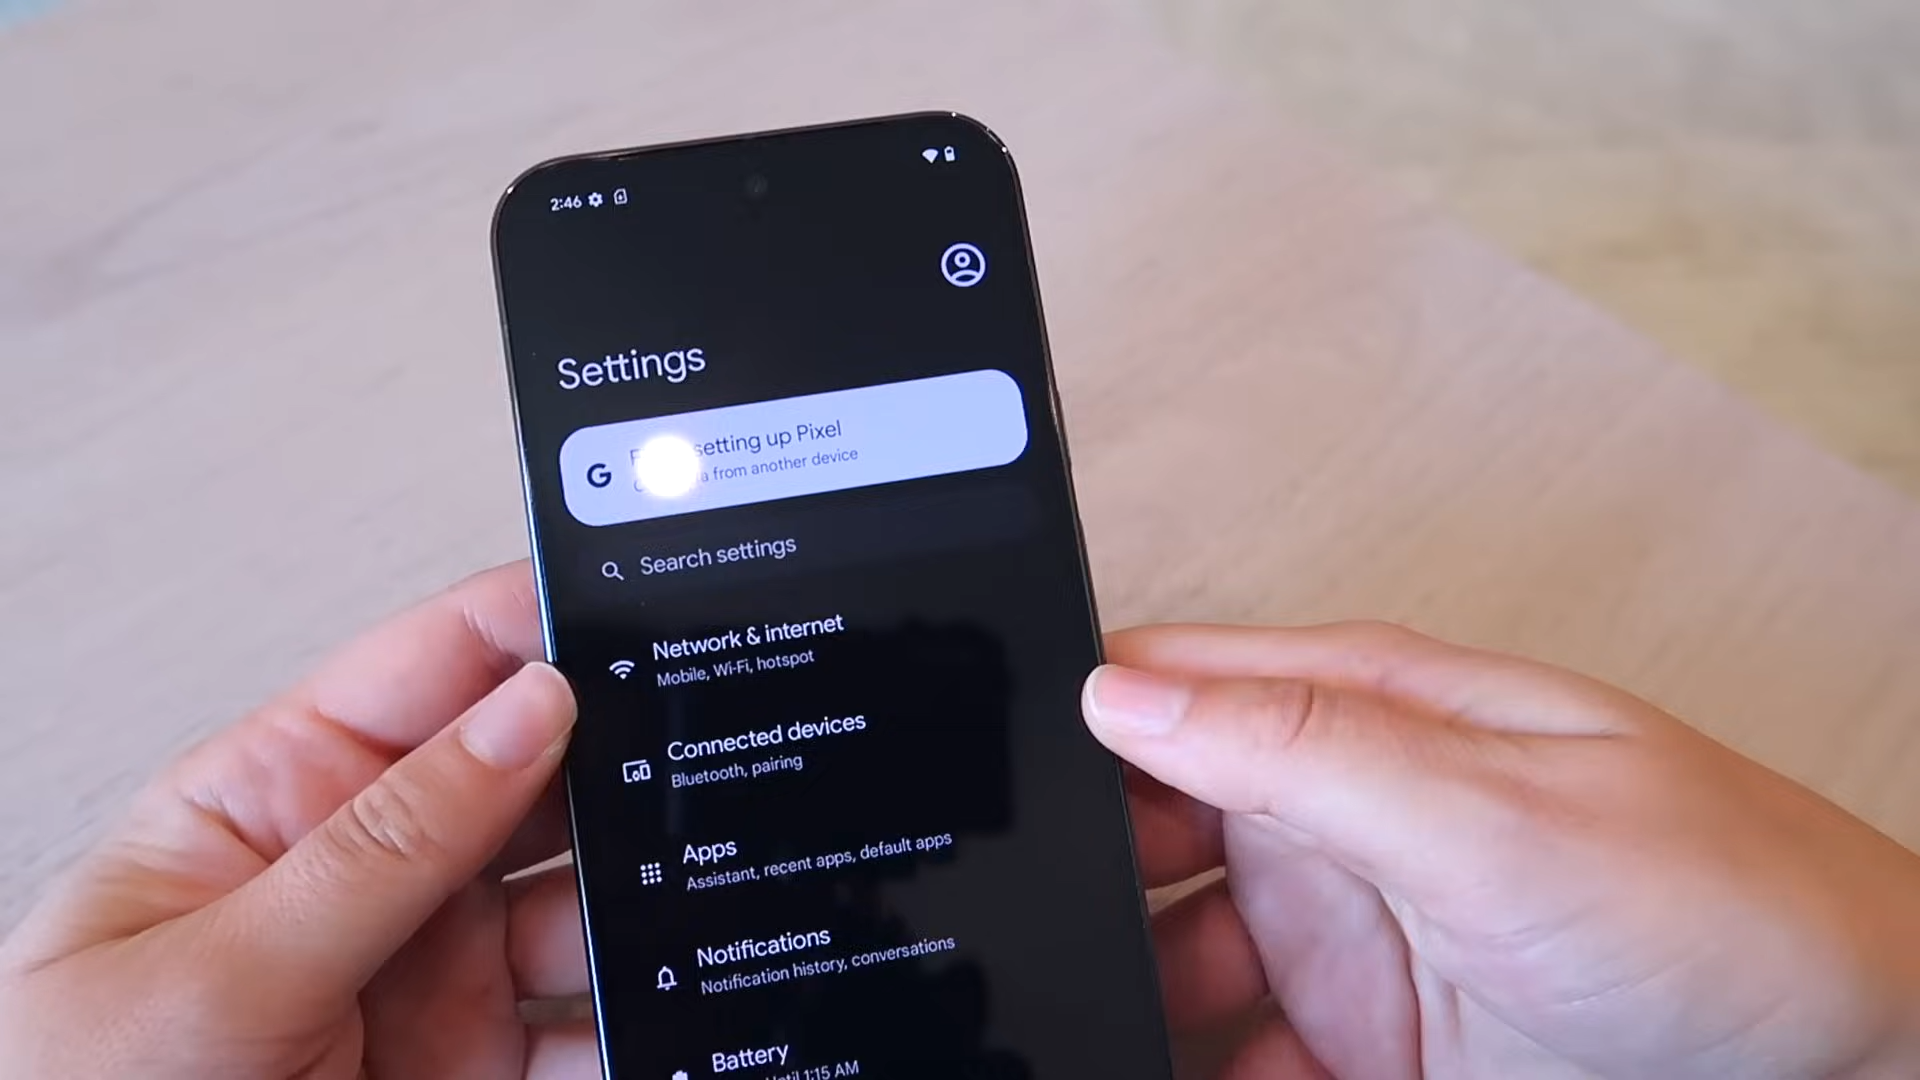 2:46
Settings
setting up Pixel
from another device
Search settings
Network & internet
Mobile, Wi-Fi, hotspot
Connected devices
Bluetooth, pairing
Apps
Assistant, recent apps, default apps
Notifications
Notification history, conversations
Battery
1:15 AM